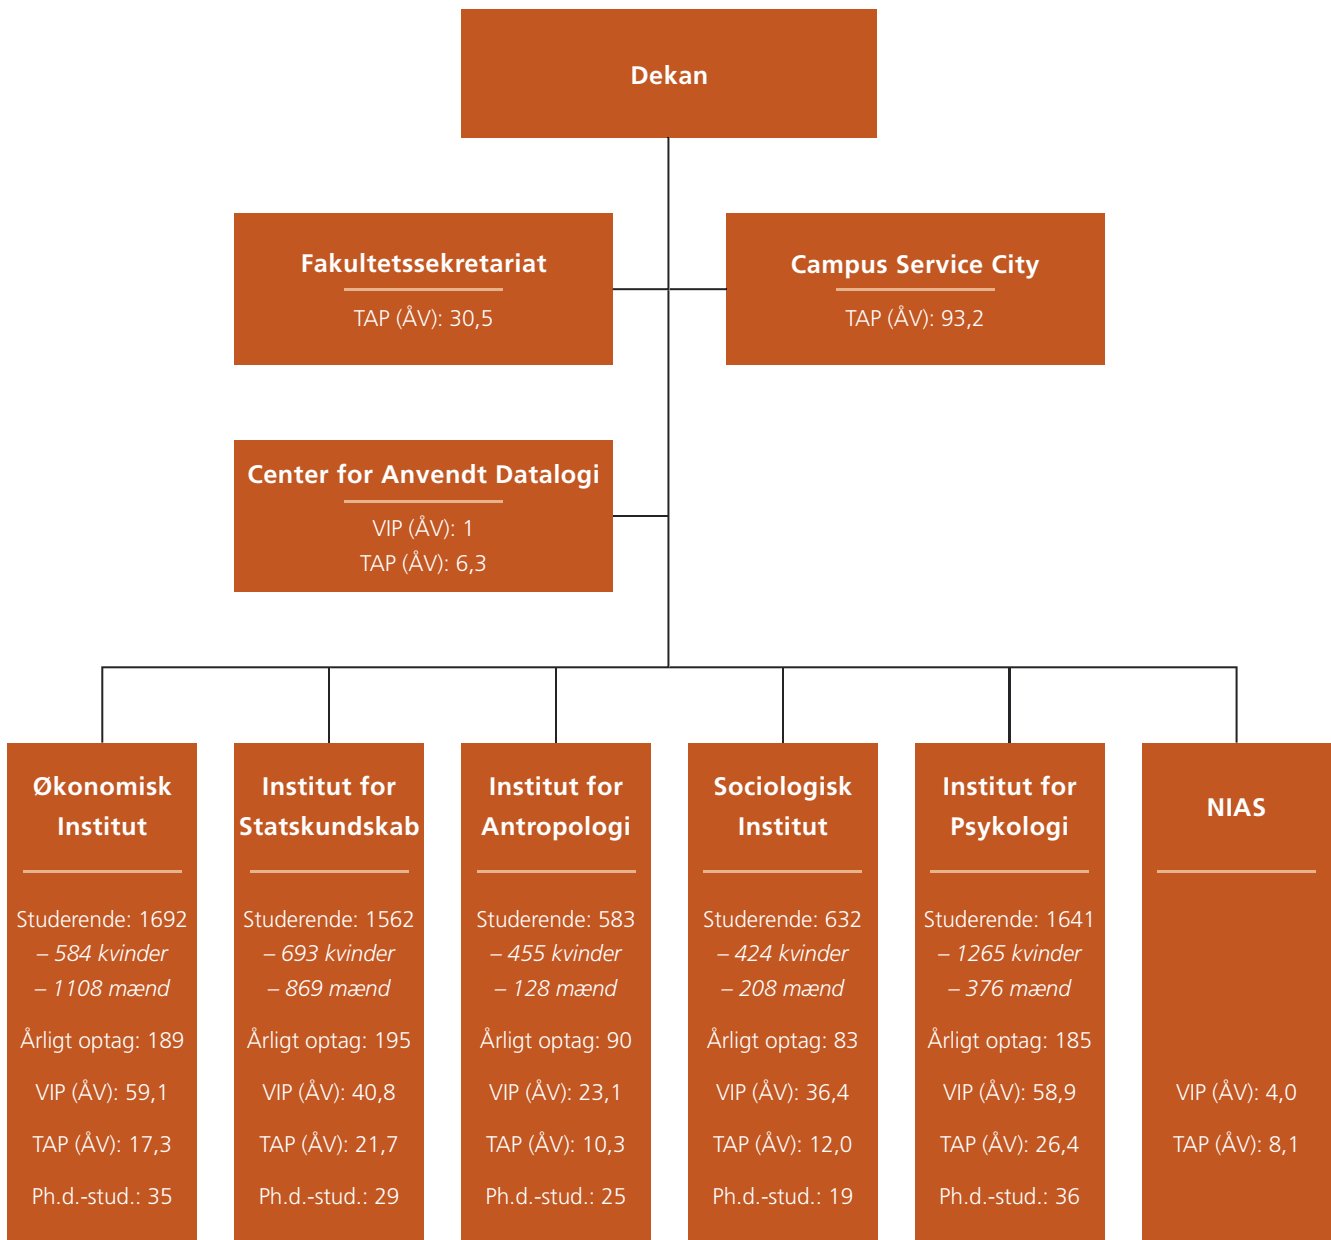 Dekan
Fakultetssekretariat
TAP (ÅV): 30,5
Campus Service City
TAP (ÅV): 93,2
Center for Anvendt Datalogi
VIP (ÅV): 1
TAP (ÅV): 6,3
Økonomisk
Institut
Studerende: 1692
– 584 kvinder
– 1108 mænd
Årligt optag: 189
VIP (ÅV): 59,1
TAP (ÅV): 17,3
Ph.d.-stud.: 35
Institut for
Statskundskab
Studerende: 1562
– 693 kvinder
– 869 mænd
Årligt optag: 195
VIP (ÅV): 40,8
TAP (ÅV): 21,7
Ph.d.-stud.: 29
Institut for
Antropologi
Studerende: 583
– 455 kvinder
– 128 mænd
Årligt optag: 90
VIP (ÅV): 23,1
TAP (ÅV): 10,3
Ph.d.-stud.: 25
Sociologisk
Institut
Studerende: 632
– 424 kvinder
– 208 mænd
Årligt optag: 83
VIP (ÅV): 36,4
TAP (ÅV): 12,0
Ph.d.-stud.: 19
Institut for
Psykologi
Studerende: 1641
– 1265 kvinder
– 376 mænd
Årligt optag: 185
VIP (ÅV): 58,9
TAP (ÅV): 26,4
Ph.d.-stud.: 36
NIAS
VIP (ÅV): 4,0
TAP (ÅV): 8,1